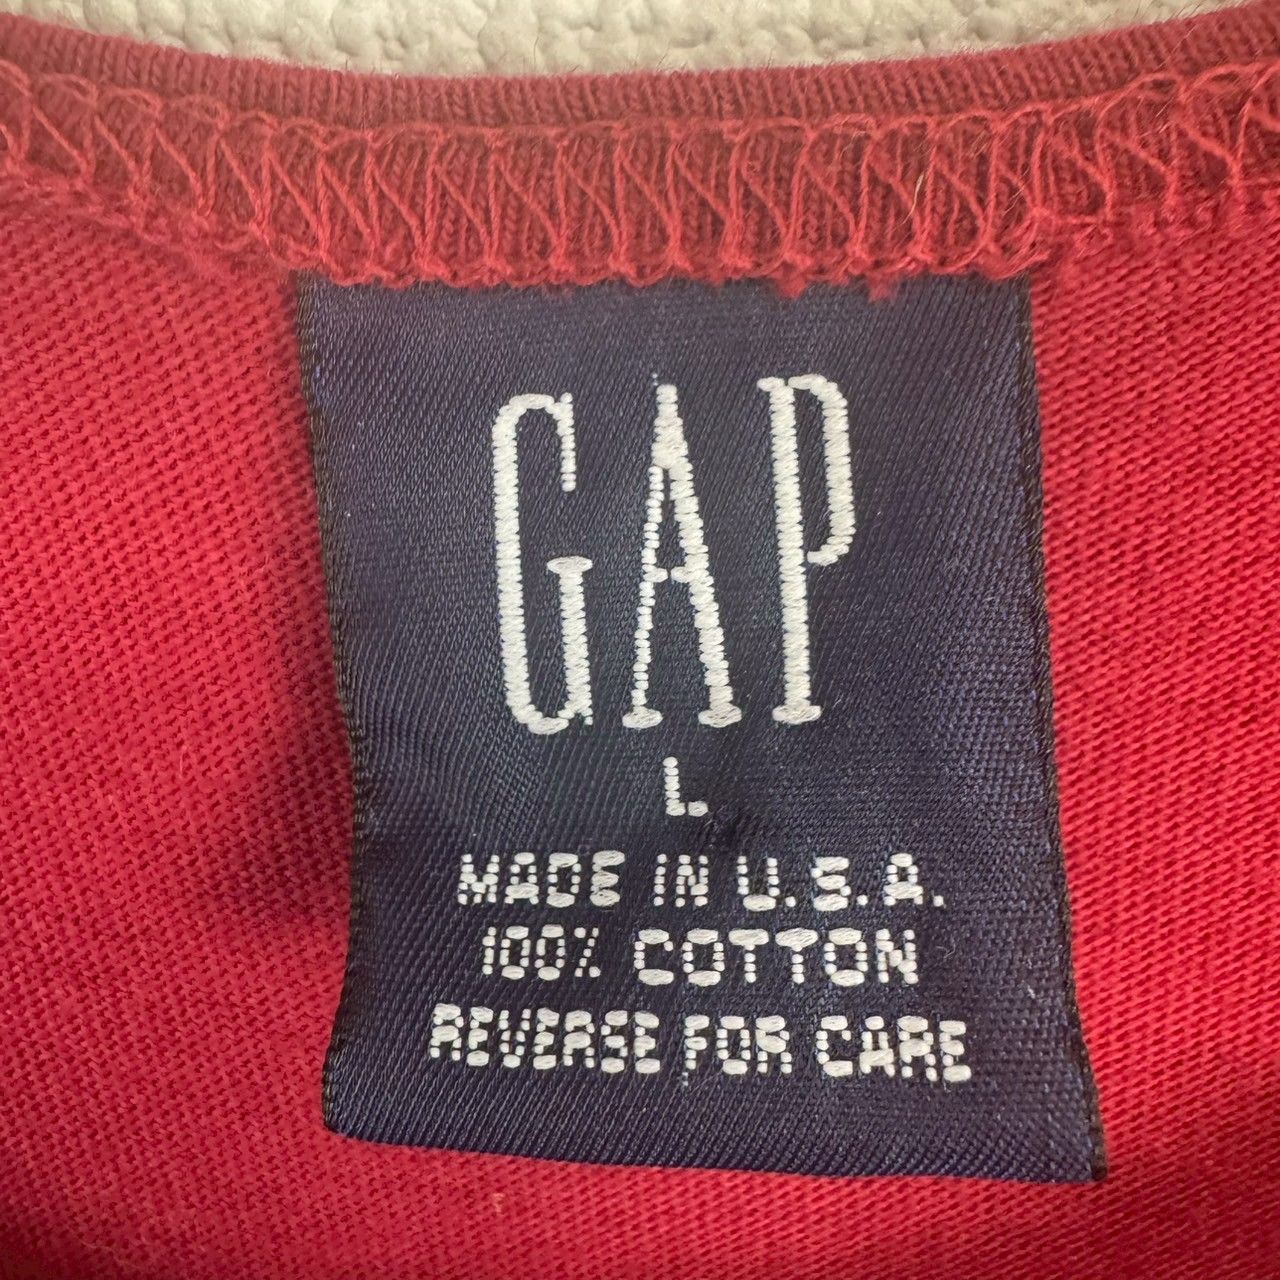 GAP
L
MADE IN U.S.A.
100% COTTON
REVERSE FOR CARE